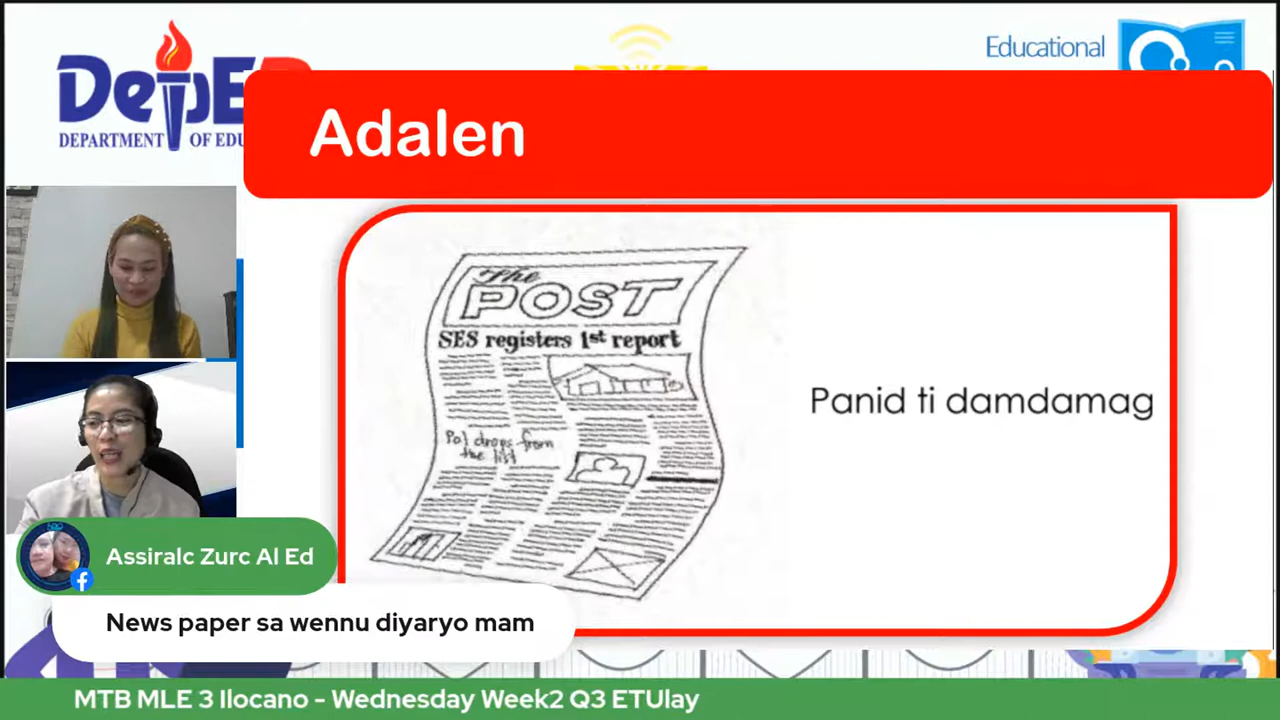 DepED
DEPARTMENT OF EDU
Educational
Adalen
The
POST
SES registers 1st report
Pol drops from
the list
Panid ti damdamag
Assiralc Zurc Al Ed
News paper sa wennu diyaryo mam
MTB MLE 3 Ilocano - Wednesday Week2 Q3 ETUlay